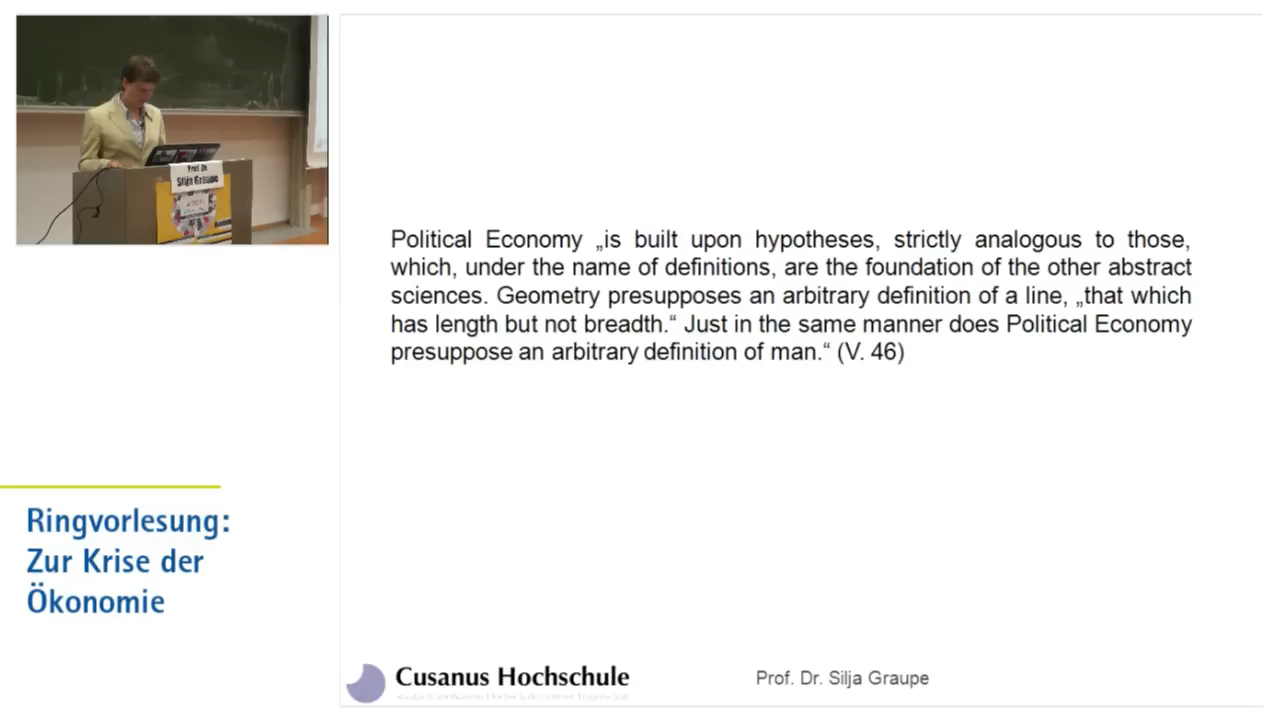 Prof. Dr.
Silja Graupe
Political Economy „is built upon hypotheses, strictly analogous to those,
which, under the name of definitions, are the foundation of the other abstract
sciences. Geometry presupposes an arbitrary definition of a line, „that which
has length but not breadth.“ Just in the same manner does Political Economy
presuppose an arbitrary definition of man.“ (V. 46)
Ringvorlesung:
Zur Krise der
Ökonomie
Cusanus Hochschule
Prof. Dr. Silja Graupe